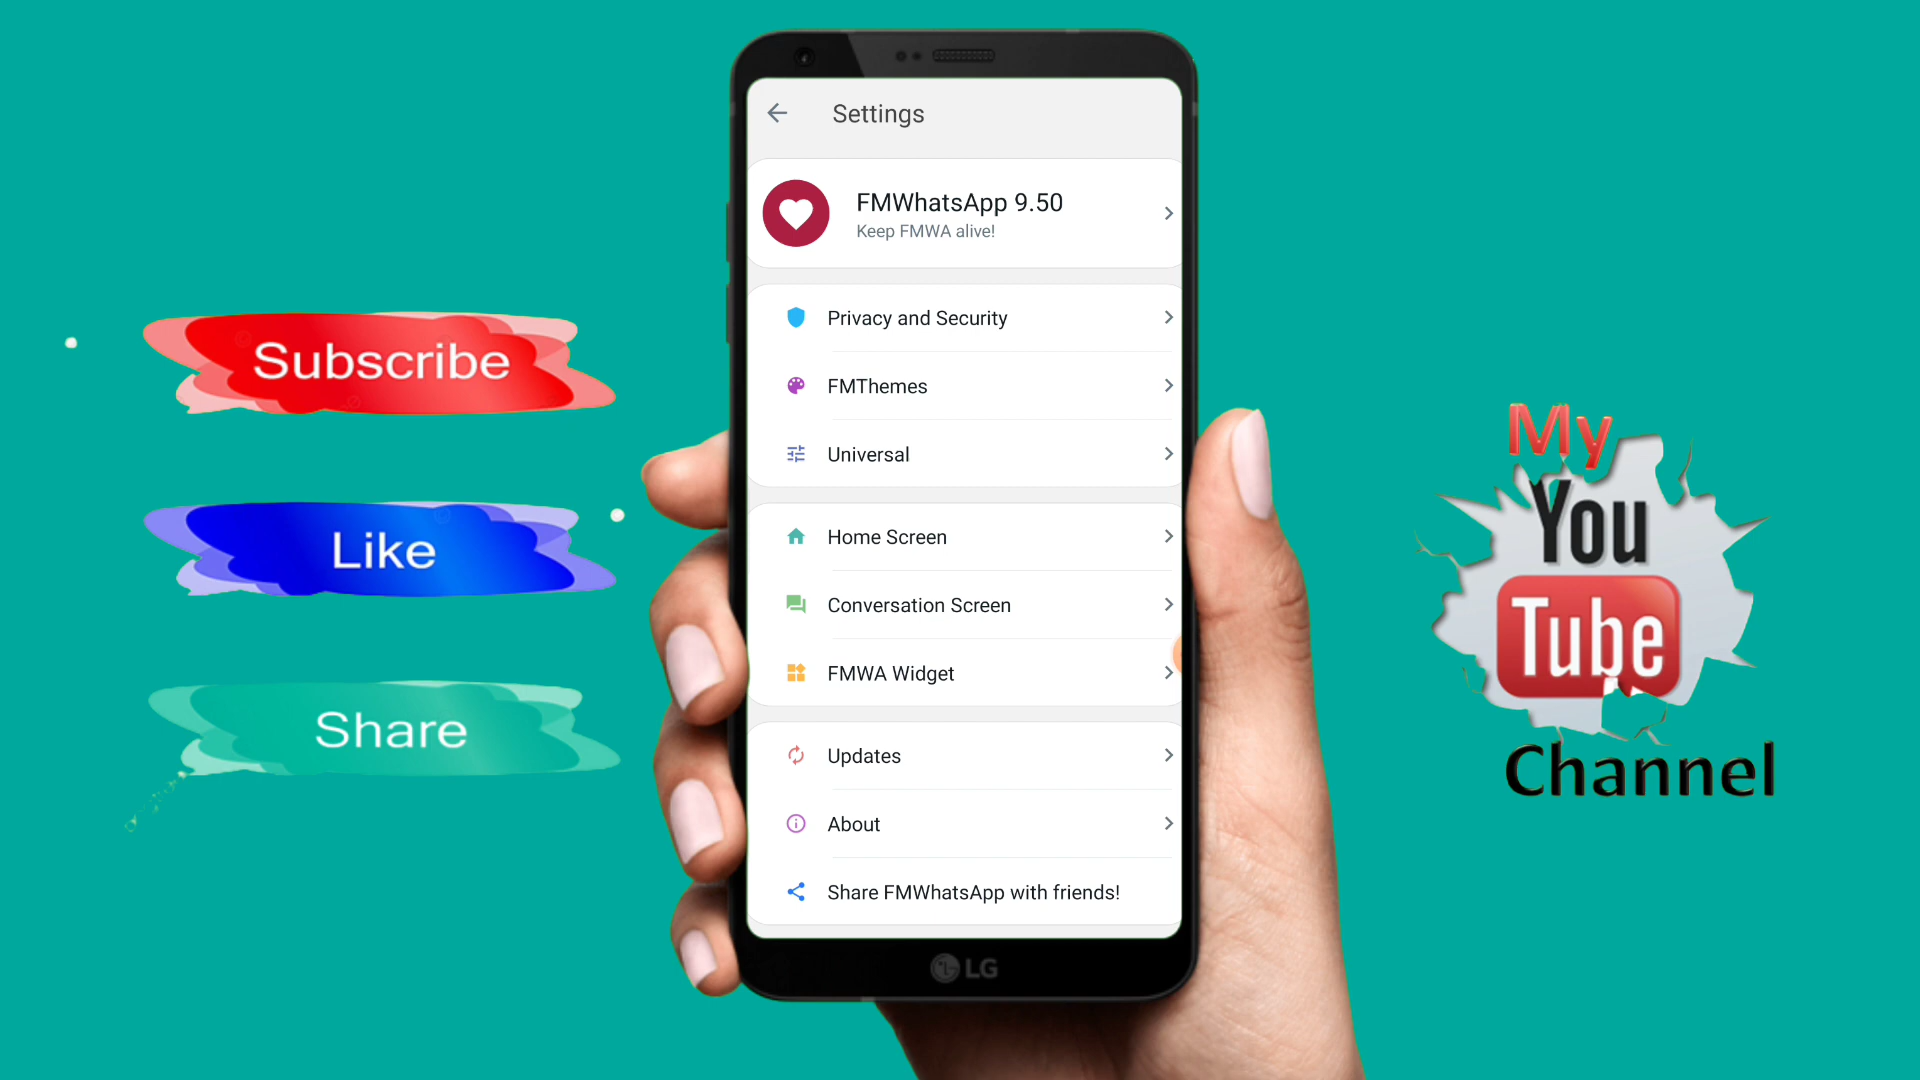 Subscribe
Like
Share
Settings
FMWhatsApp 9.50
Keep FMWA alive!
Privacy and Security
FMThemes
Universal
Home Screen
Conversation Screen
FMWA Widget
Updates
About
Share FMWhatsApp with friends!
LG
My
You
Tube
Channel